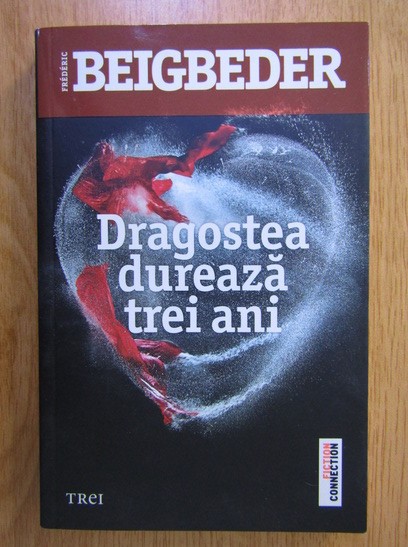 FRÉDÉRIC
BEIGBEDER
Dragostea
durează
trei ani
FICTION
CONNECTION
TREI